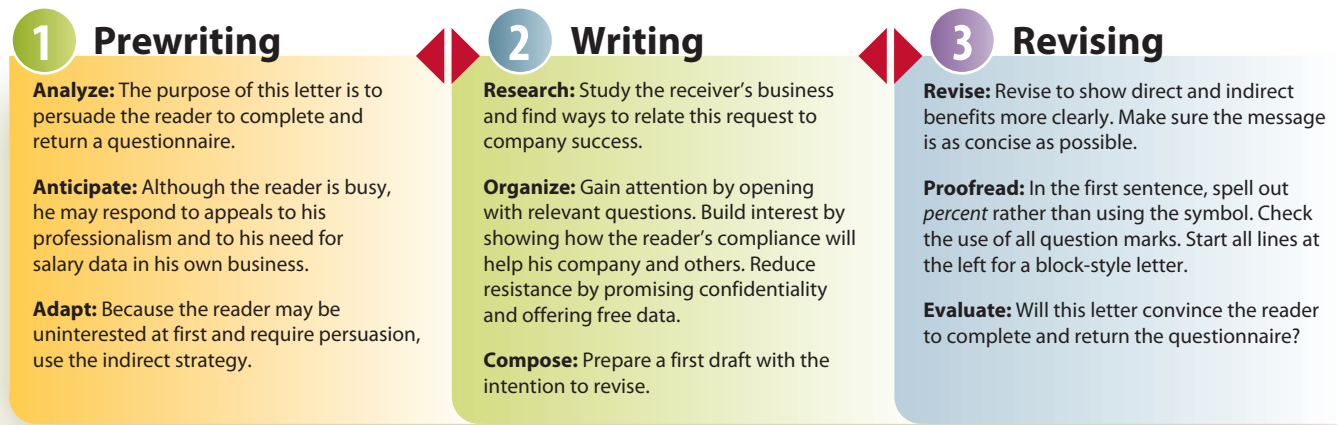 1 Prewriting
Analyze: The purpose of this letter is to
persuade the reader to complete and
return a questionnaire.
Anticipate: Although the reader is busy,
he may respond to appeals to his
professionalism and to his need for
salary data in his own business.
Adapt: Because the reader may be
uninterested at first and require persuasion,
use the indirect strategy.
2 Writing
Research: Study the receiver's business
and find ways to relate this request to
company success.
Organize: Gain attention by opening
with relevant questions. Build interest by
showing how the reader's compliance will
help his company and others. Reduce
resistance by promising confidentiality
and offering free data.
Compose: Prepare a first draft with the
intention to revise.
3 Revising
Revise: Revise to show direct and indirect
benefits more clearly. Make sure the message
is as concise as possible.
Proofread: In the first sentence, spell out
percent rather than using the symbol. Check
the use of all question marks. Start all lines at
the left for a block-style letter.
Evaluate: Will this letter convince the reader
to complete and return the questionnaire?